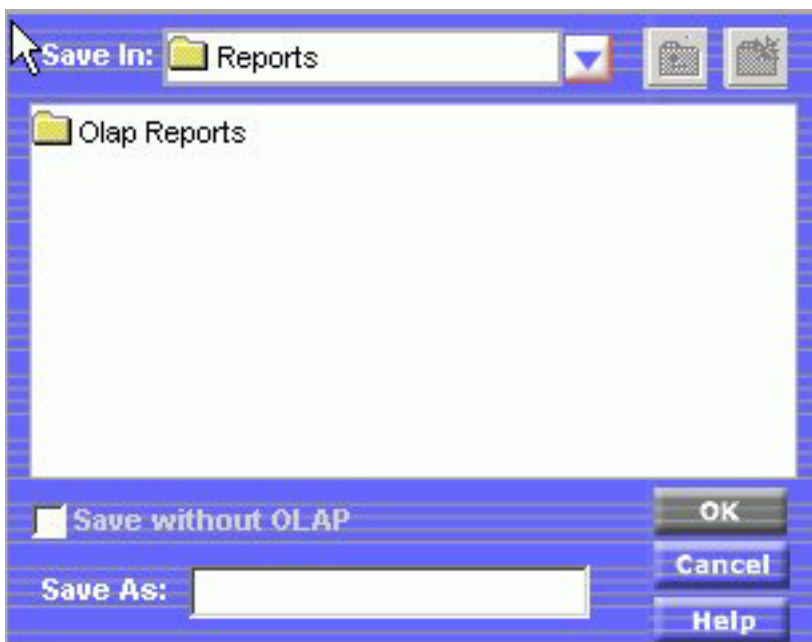 Save In: Reports
Olap Reports
Save without OLAP
OK
Cancel
Save As:
Help